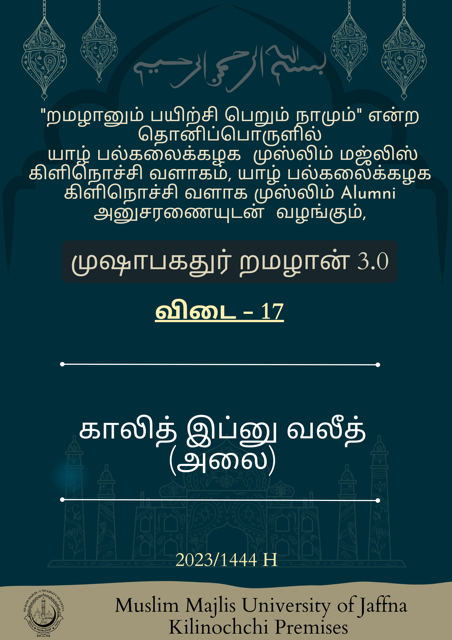 بسم الله الرحمن الرحيم
"றமழானும் பயிற்சி பெறும் நாமும்" என்ற
தொனிப்பொருளில்
யாழ் பல்கலைக்கழக முஸ்லிம் மஜ்லிஸ்
கிளிநொச்சி வளாகம், யாழ் பல்கலைக்கழக
கிளிநொச்சி வளாக முஸ்லிம் Alumni
அனுசரணையுடன் வழங்கும்,
முஷாபகதுர் றமழான் 3.0
விடை - 17
காலித் இப்னு வலீத்
(அலை)
2023/1444 H
Muslim Majlis University of Jaffna
Kilinochchi Premises